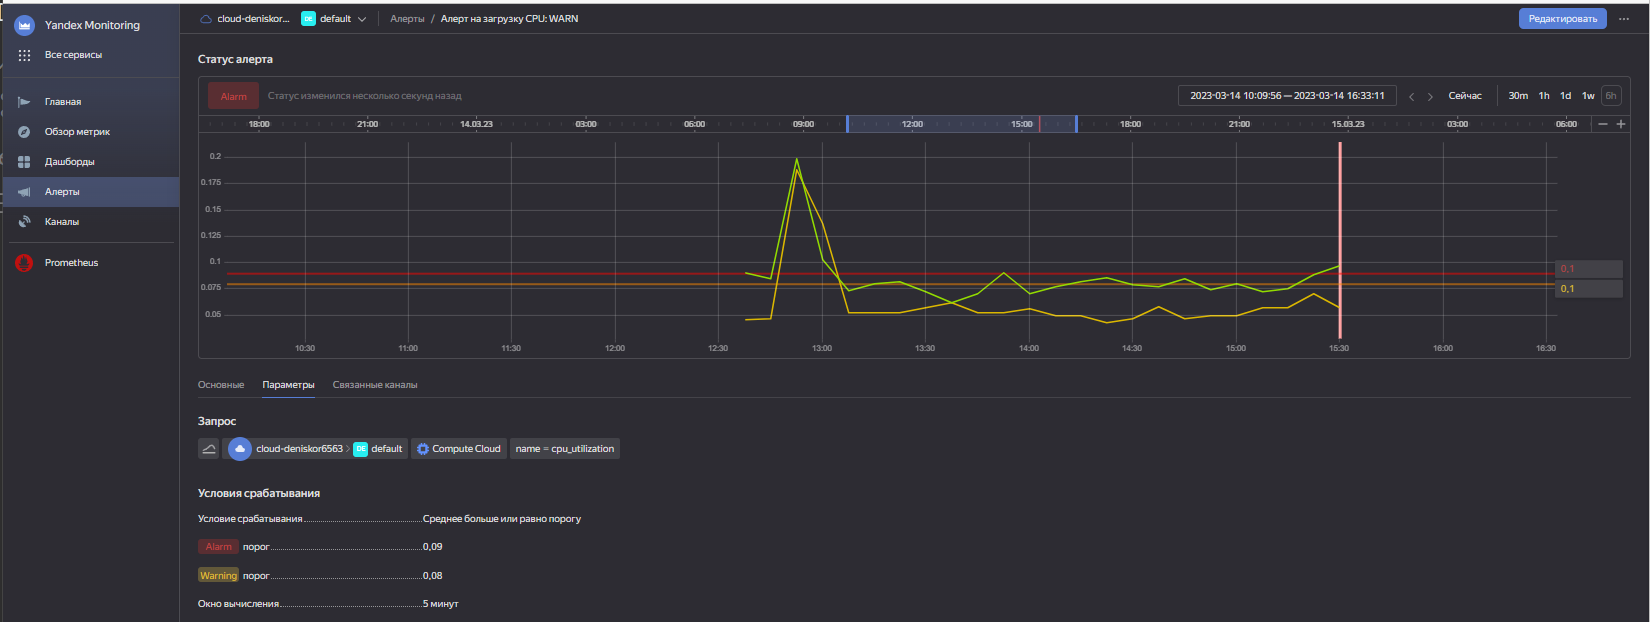 Yandex Monitoring
Все сервисы
Главная
Обзор метрик
Дашборды
Алерты
Каналы
Prometheus
cloud-deniskor... DE default Алерты / Алерт на загрузку CPU: WARN
Редактировать ...
Статус алерта
Alarm Статус изменился несколько секунд назад
2023-03-14 10:09:56 — 2023-03-14 16:33:11 Сейчас 30m 1h 1d 1w 6h
18:00 21:00 14.03.23 03:00 06:00 09:00 12:00 15:00 18:00 21:00 15.03.23 03:00 06:00
0.2
0.175
0.15
0.125
0.1
0.075
0.05
0,1
0,1
10:30 11:00 11:30 12:00 12:30 13:00 13:30 14:00 14:30 15:00 15:30 16:00 16:30
Основные Параметры Связанные каналы
Запрос
cloud-deniskor6563 DE default Compute Cloud name = cpu_utilization
Условия срабатывания
Условие срабатывания Среднее больше или равно порогу
Alarm порог 0,09
Warning порог 0,08
Окно вычисления 5 минут